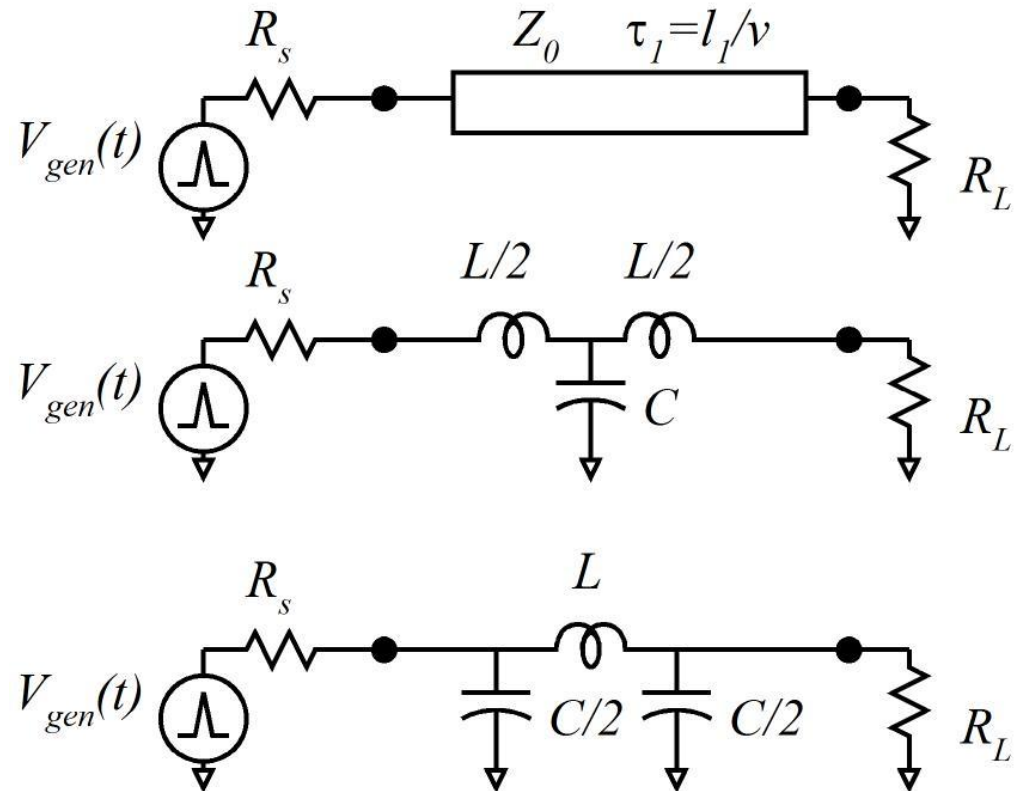 R_s Z_0 τ_1=l_1/v
V_gen(t) R_L
R_s L/2 L/2
V_gen(t) C R_L
R_s L
V_gen(t) C/2 C/2 R_L